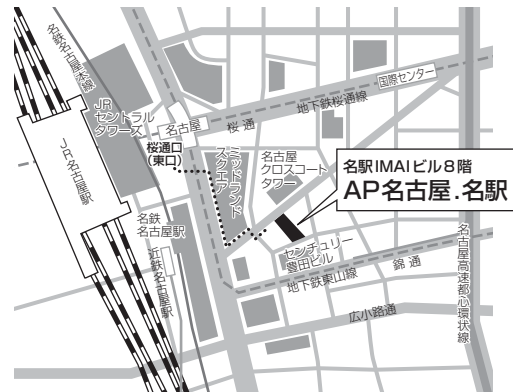 名鉄名古屋本線
JR
セントラル
タワーズ
JR名古屋駅
名古屋
桜通
地下鉄桜通線
国際センター
桜通口
(東口)
ミッドランド
スクエア
名古屋
クロスコート
タワー
名駅IMAIビル8階
AP名古屋.名駅
名鉄
名古屋駅
近鉄名古屋駅
センチュリー
豊田ビル
地下鉄東山線
錦通
広小路通
名古屋高速都心環状線